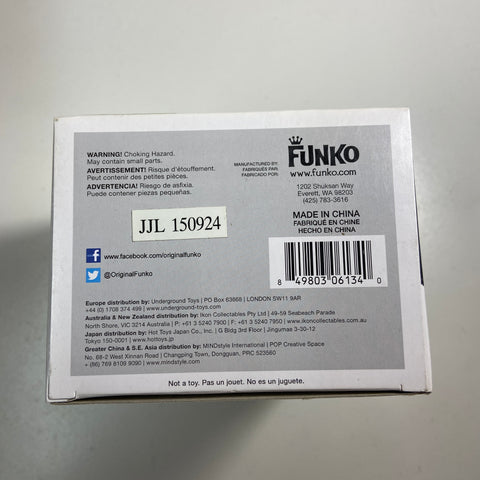 WARNING! Choking Hazard.
May contain small parts.
AVERTISSEMENT! Risque d'étouffement.
Peut contenir des petites pièces.
ADVERTENCIA! Riesgo de asfixia.
Puede contener piezas pequeñas.
JJL 150924
www.facebook.com/originalfunko
@OriginalFunko
MANUFACTURED BY:
FABRIQUÉ PAR:
FABRICADO POR:
FUNKO
www.funko.com
1202 Shuksan Way
Everett, WA 98203
(425) 783-3616
MADE IN CHINA
FABRIQUÉ EN CHINE
HECHO EN CHINA
8 49803 06134 0
Europe distribution by: Underground Toys | PO Box 63668 | LONDON SW11 9AR
+44 (0) 1708 374 499 | www.underground-toys.com
Australia & New Zealand distribution by: Ikon Collectables Pty Ltd | 49-59 Seabeach Parade
North Shore, VIC 3214 Australia | P: +61 3 5240 7900 | F: +61 3 5240 7950 | www.ikoncollectables.com.au
Japan distribution by: Hot Toys Japan Co., Inc. | G Bldg 3rd Floor | Jingumae 3-30-12
Tokyo 150-0001 | www.hottoys.jp
Greater China & S.E. Asia distribution by: MINDstyle International | POP Creative Space
No. 68-2 West Xinnan Road | Changping Town, Dongguan, PRC 523560
+ (86) 769 8109 9090 | www.mindstyle.com
Not a toy. Pas un jouet. No es un juguete.